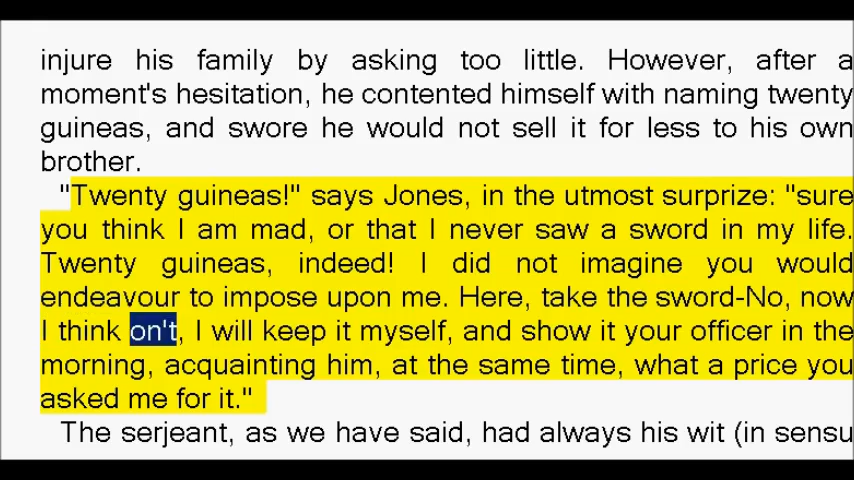 injure his family by asking too little. However, after a
moment's hesitation, he contented himself with naming twenty
guineas, and swore he would not sell it for less to his own
brother.
"Twenty guineas!" says Jones, in the utmost surprize: "sure
you think I am mad, or that I never saw a sword in my life.
Twenty guineas, indeed! I did not imagine you would
endeavour to impose upon me. Here, take the sword-No, now
I think on't, I will keep it myself, and show it your officer in the
morning, acquainting him, at the same time, what a price you
asked me for it."
The serjeant, as we have said, had always his wit (in sensu